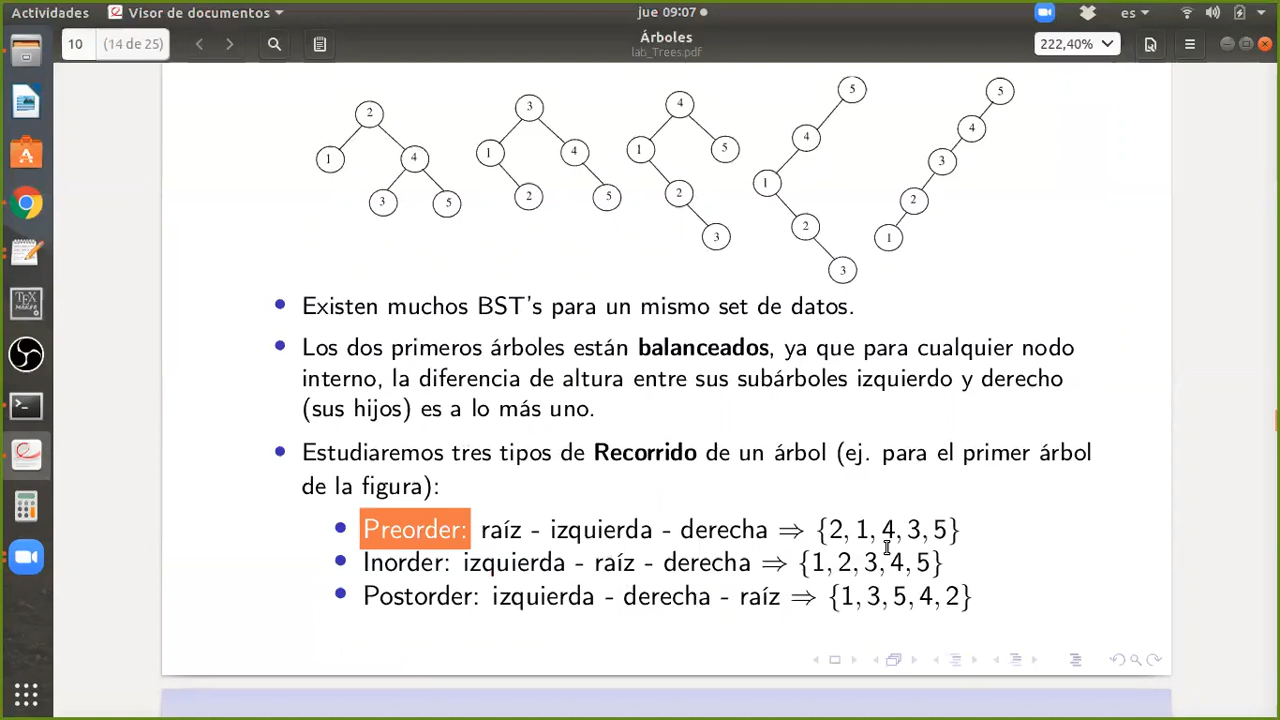 Actividades Visor de documentos jue 09:07 es
10 (14 de 25) Árboles 222,40%
lab_Trees.pdf
2 3 4 5 5
1 4 1 4 1 5 4 4
3 5 2 5 2 1 3
3 2 2
3 1
Existen muchos BST's para un mismo set de datos.
Los dos primeros árboles están balanceados, ya que para cualquier nodo
interno, la diferencia de altura entre sus subárboles izquierdo y derecho
(sus hijos) es a lo más uno.
Estudiaremos tres tipos de Recorrido de un árbol (ej. para el primer árbol
de la figura):
Preorder: raíz - izquierda - derecha ⇒ {2, 1, 4, 3, 5}
Inorder: izquierda - raíz - derecha ⇒ {1, 2, 3, 4, 5}
Postorder: izquierda - derecha - raíz ⇒ {1, 3, 5, 4, 2}